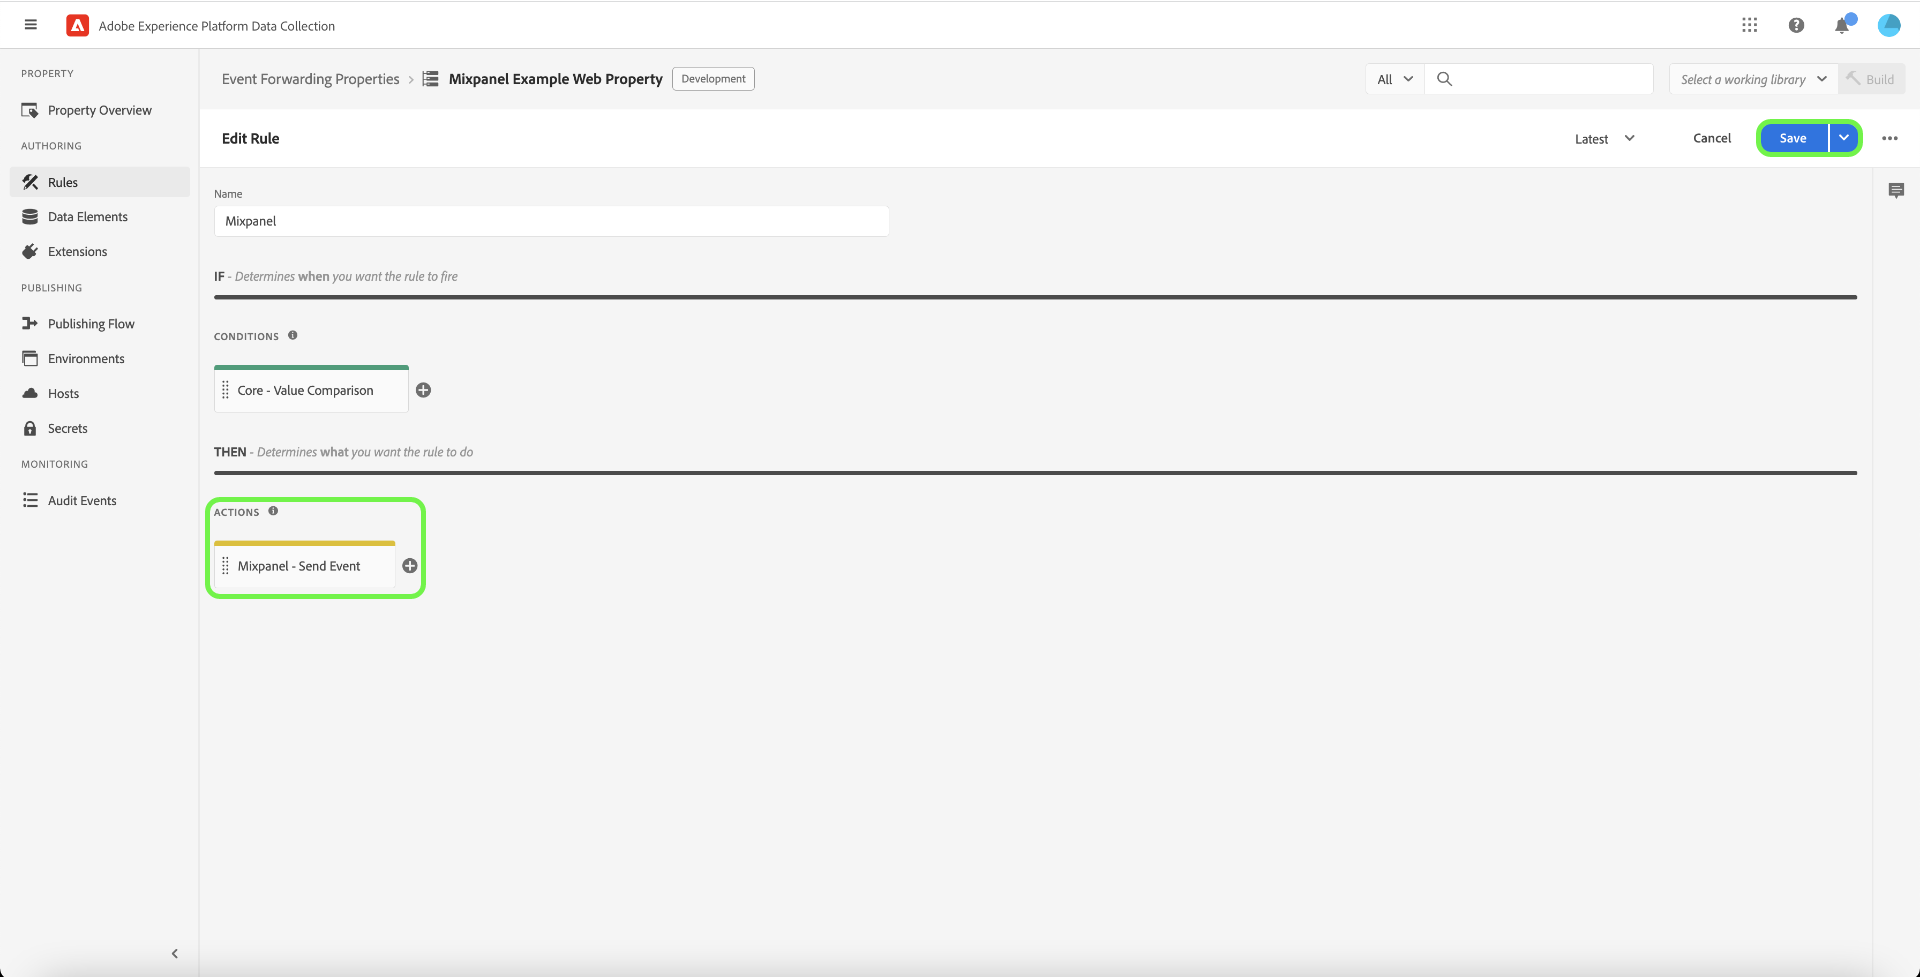 Adobe Experience Platform Data Collection
PROPERTY
Property Overview
AUTHORING
Rules
Data Elements
Extensions
PUBLISHING
Publishing Flow
Environments
Hosts
Secrets
MONITORING
Audit Events
Event Forwarding Properties Mixpanel Example Web Property Development
All
Select a working library
Build
Edit Rule
Latest
Cancel
Save
Name
Mixpanel
IF - Determines when you want the rule to fire
CONDITIONS
Core - Value Comparison
THEN - Determines what you want the rule to do
ACTIONS
Mixpanel - Send Event